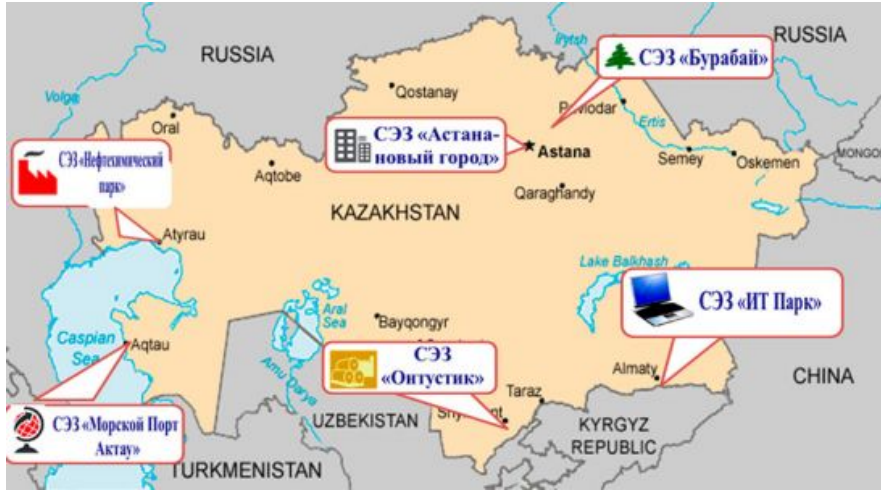 RUSSIA
RUSSIA
Irtysh
СЭЗ «Бурабай»
Volga
Qostanay
Pavlodar
Ertis
Oral
СЭЗ «Астана-
новый город»
Astana
Semey
Oskemen
MONGO
СЭЗ «Нефтехимический
парк»
Aqtobe
Qaraghandy
KAZAKHSTAN
Atyrau
Lake Balkhash
СЭЗ «ИТ Парк»
Aral
Sea
Bayqongyr
Caspian
Sea
Aqtau
СЭЗ
«Онтустик»
Almaty
CHINA
Amu Darya
Taraz
СЭЗ «Морской Порт
Актау»
UZBEKISTAN
KYRGYZ
REPUBLIC
TURKMENISTAN